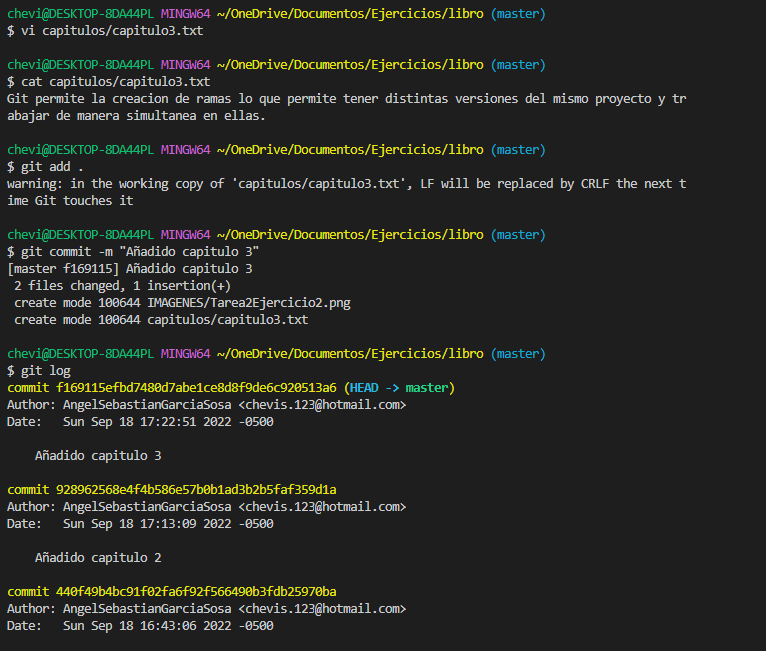 chevi@DESKTOP-8DA44PL MINGW64 ~/OneDrive/Documentos/Ejercicios/libro (master)
$ vi capitulos/capitulo3.txt
chevi@DESKTOP-8DA44PL MINGW64 ~/OneDrive/Documentos/Ejercicios/libro (master)
$ cat capitulos/capitulo3.txt
Git permite la creacion de ramas lo que permite tener distintas versiones del mismo proyecto y tr
abajar de manera simultanea en ellas.
chevi@DESKTOP-8DA44PL MINGW64 ~/OneDrive/Documentos/Ejercicios/libro (master)
$ git add .
warning: in the working copy of 'capitulos/capitulo3.txt', LF will be replaced by CRLF the next t
ime Git touches it
chevi@DESKTOP-8DA44PL MINGW64 ~/OneDrive/Documentos/Ejercicios/libro (master)
$ git commit -m "Añadido capitulo 3"
[master f169115] Añadido capitulo 3
 2 files changed, 1 insertion(+)
 create mode 100644 IMAGENES/Tarea2Ejercicio2.png
 create mode 100644 capitulos/capitulo3.txt
chevi@DESKTOP-8DA44PL MINGW64 ~/OneDrive/Documentos/Ejercicios/libro (master)
$ git log
commit f169115efbd7480d7abe1ce8d8f9de6c920513a6 (HEAD -> master)
Author: AngelSebastianGarciaSosa <chevis.123@hotmail.com>
Date:   Sun Sep 18 17:22:51 2022 -0500
    Añadido capitulo 3
commit 928962568e4f4b586e57b0b1ad3b2b5faf359d1a
Author: AngelSebastianGarciaSosa <chevis.123@hotmail.com>
Date:   Sun Sep 18 17:13:09 2022 -0500
    Añadido capitulo 2
commit 440f49b4bc91f02fa6f92f566490b3fdb25970ba
Author: AngelSebastianGarciaSosa <chevis.123@hotmail.com>
Date:   Sun Sep 18 16:43:06 2022 -0500